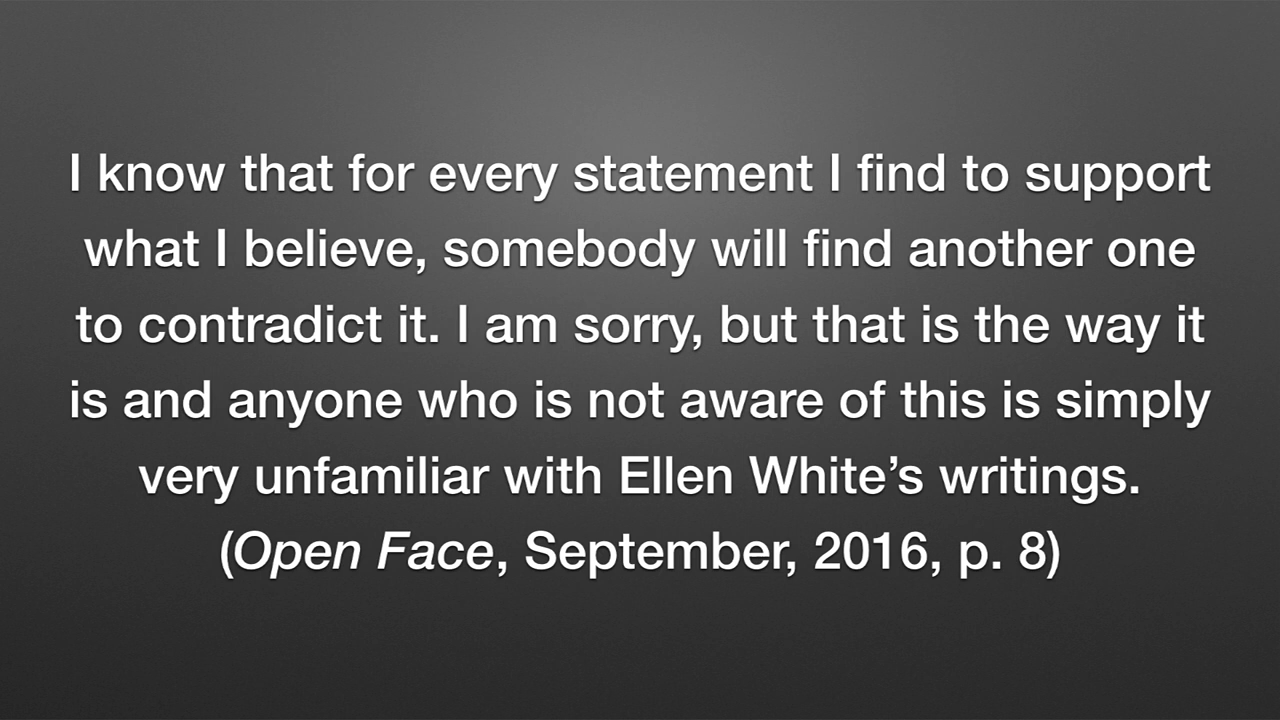 I know that for every statement I find to support
what I believe, somebody will find another one
to contradict it. I am sorry, but that is the way it
is and anyone who is not aware of this is simply
very unfamiliar with Ellen White’s writings.
(Open Face, September, 2016, p. 8)